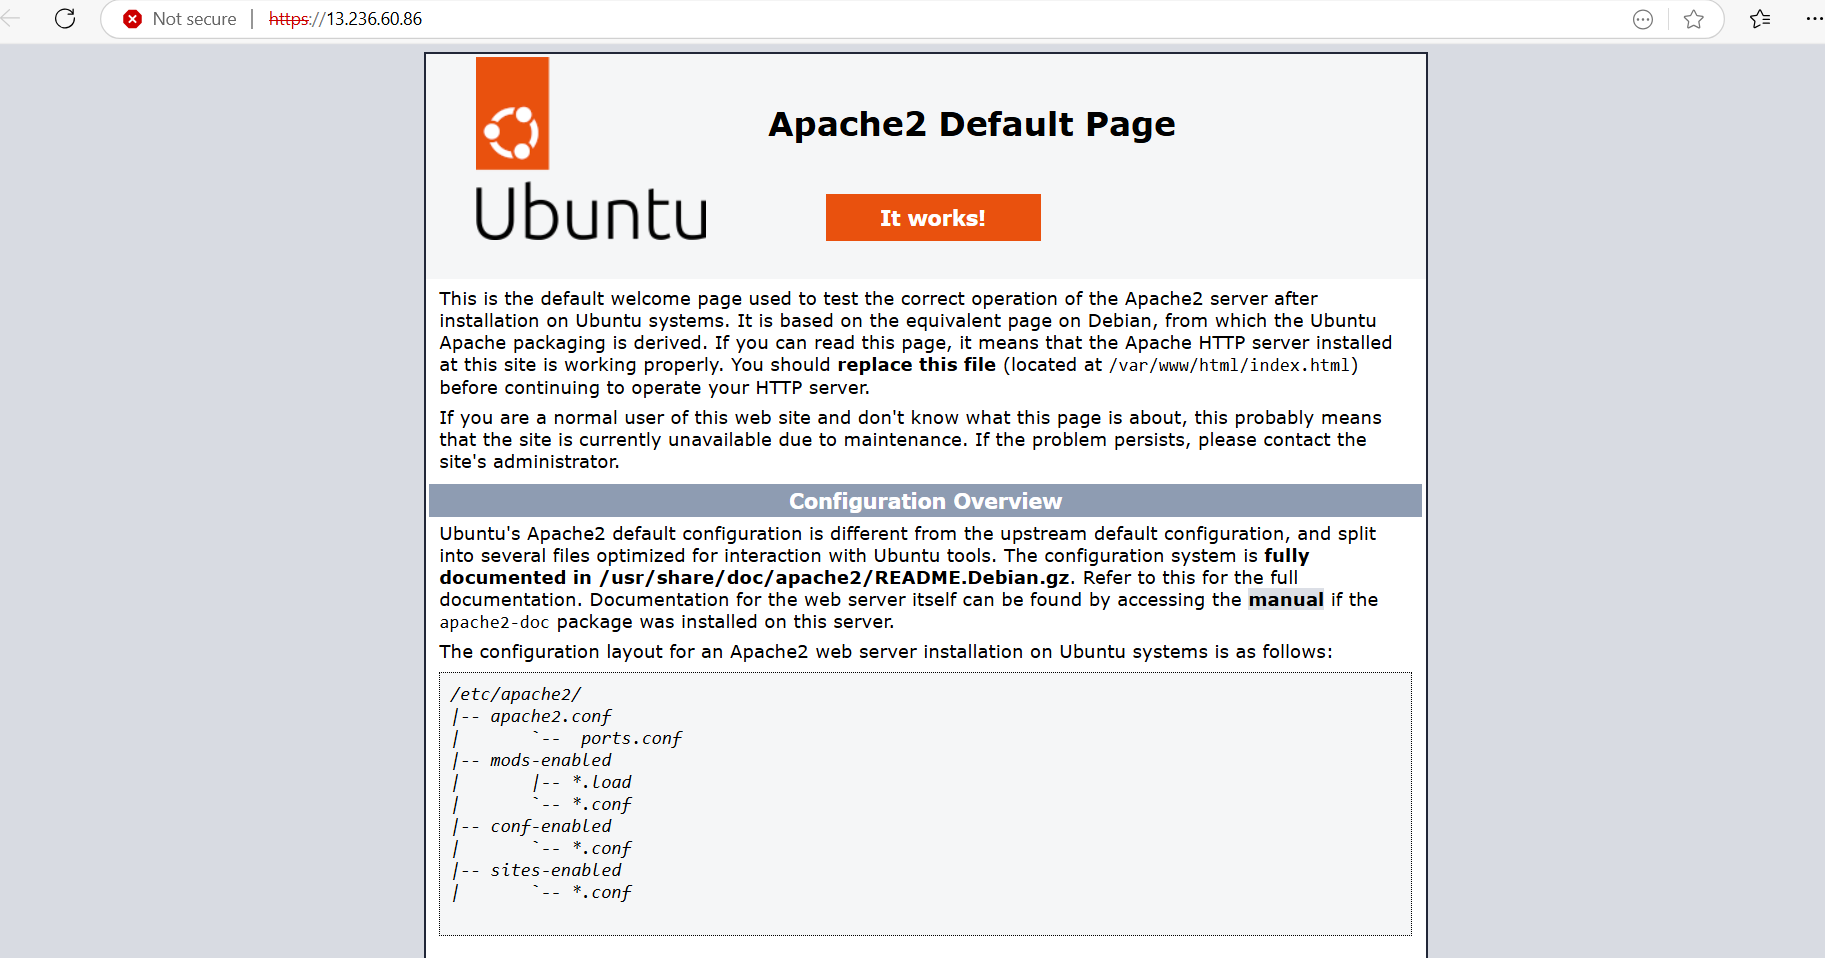 Not secure | https://13.236.60.86
Apache2 Default Page
Ubuntu
It works!
This is the default welcome page used to test the correct operation of the Apache2 server after
installation on Ubuntu systems. It is based on the equivalent page on Debian, from which the Ubuntu
Apache packaging is derived. If you can read this page, it means that the Apache HTTP server installed
at this site is working properly. You should replace this file (located at /var/www/html/index.html)
before continuing to operate your HTTP server.
If you are a normal user of this web site and don't know what this page is about, this probably means
that the site is currently unavailable due to maintenance. If the problem persists, please contact the
site's administrator.
Configuration Overview
Ubuntu's Apache2 default configuration is different from the upstream default configuration, and split
into several files optimized for interaction with Ubuntu tools. The configuration system is fully
documented in /usr/share/doc/apache2/README.Debian.gz. Refer to this for the full
documentation. Documentation for the web server itself can be found by accessing the manual if the
apache2-doc package was installed on this server.
The configuration layout for an Apache2 web server installation on Ubuntu systems is as follows:
/etc/apache2/
|-- apache2.conf
|       `--  ports.conf
|-- mods-enabled
|       |-- *.load
|       `-- *.conf
|-- conf-enabled
|       `-- *.conf
|-- sites-enabled
|       `-- *.conf